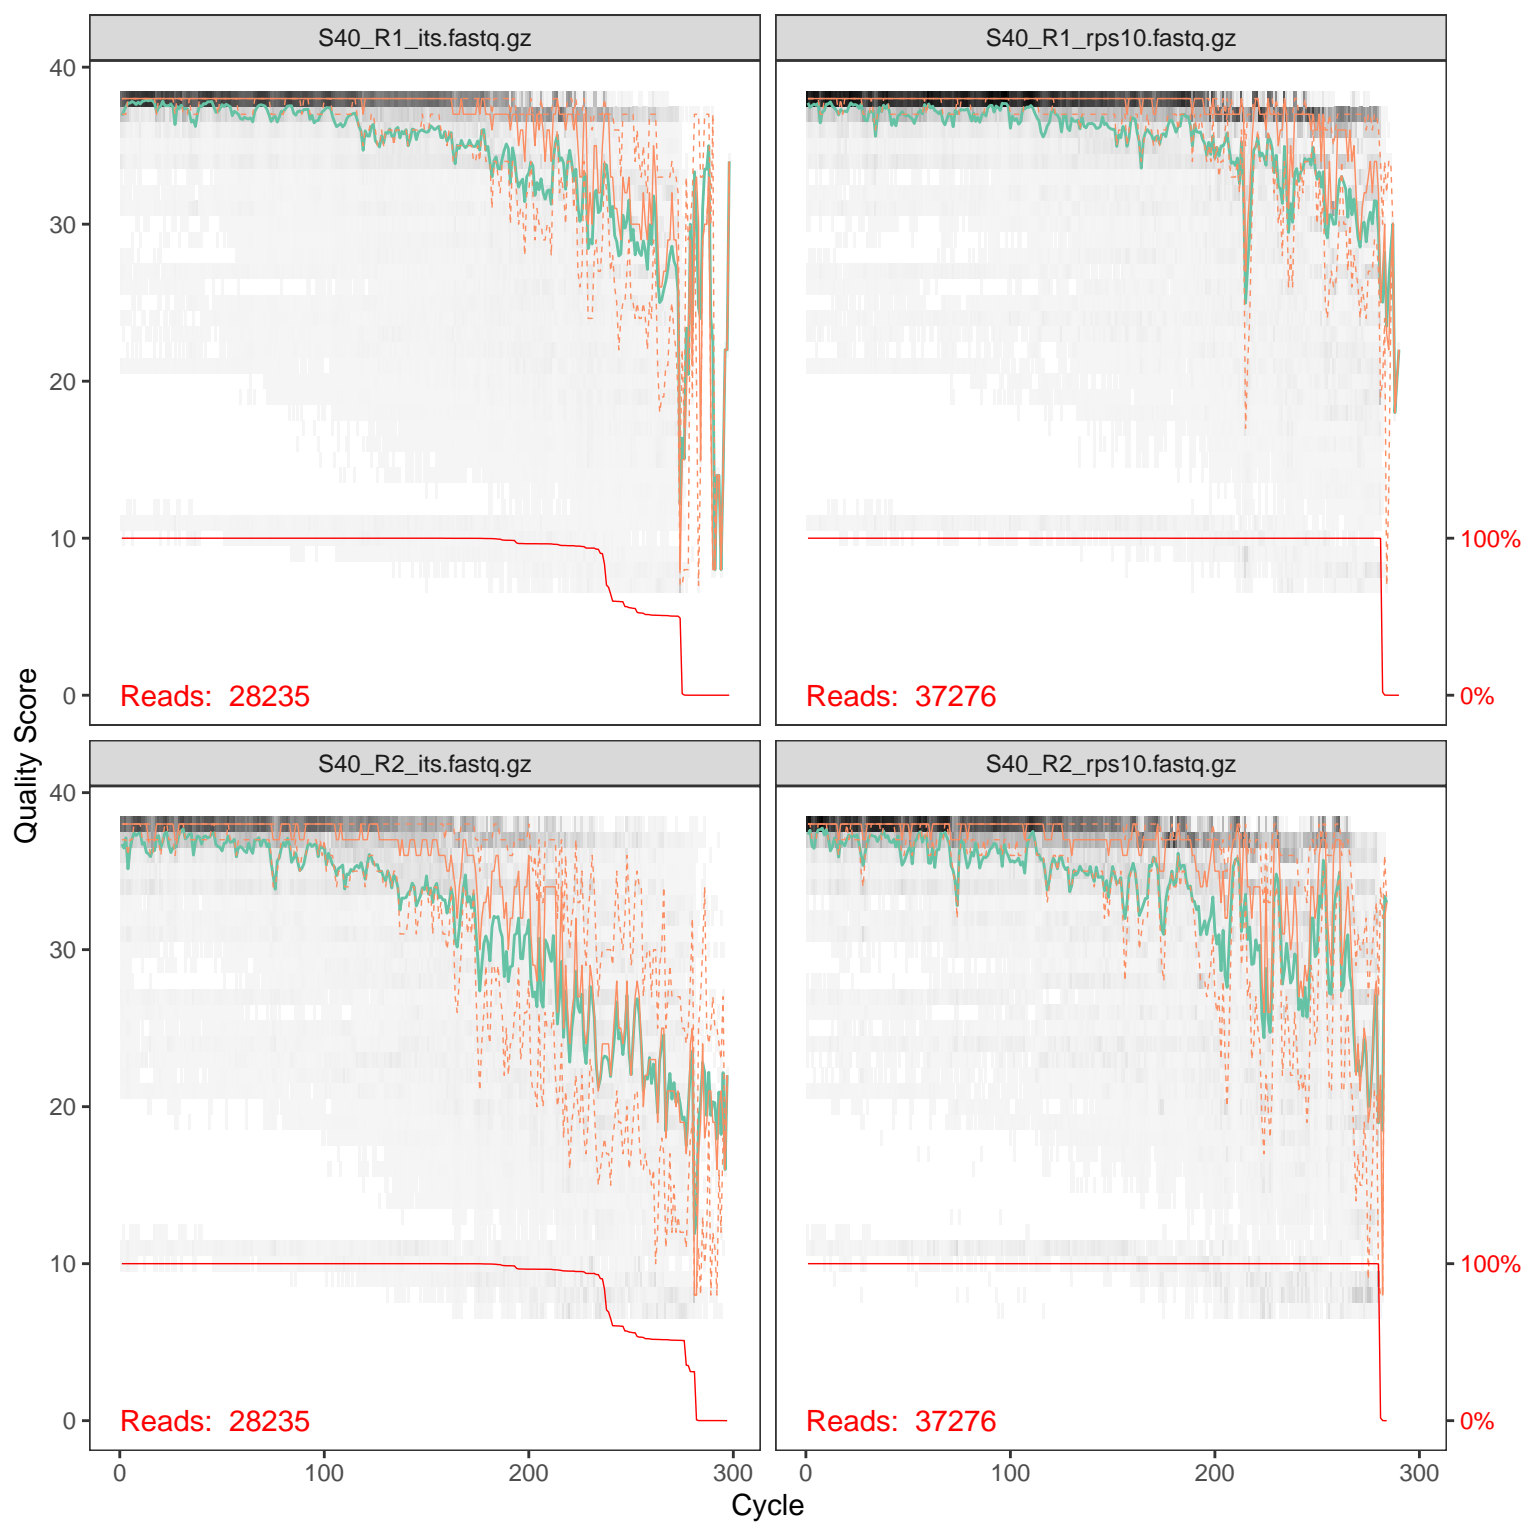 S40_R1_its.fastq.gz
S40_R1_rps10.fastq.gz
40
30
20
10
0
Reads: 28235
Reads: 37276
100%
0%
Quality Score
S40_R2_its.fastq.gz
S40_R2_rps10.fastq.gz
40
30
20
10
0
Reads: 28235
Reads: 37276
100%
0%
0 100 200 300
0 100 200 300
Cycle